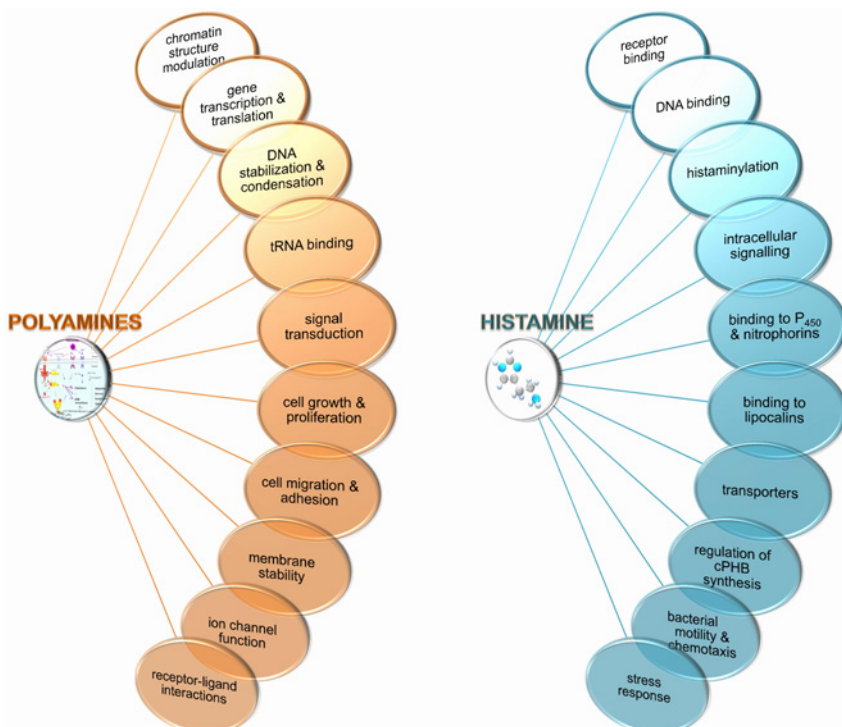 chromatin
structure
modulation
gene
transcription &
translation
DNA
stabilization &
condensation
tRNA binding
POLYAMINES
signal
transduction
cell growth &
proliferation
cell migration &
adhesion
membrane
stability
ion channel
function
receptor-ligand
interactions
receptor
binding
DNA binding
histaminylation
intracellular
signalling
HISTAMINE
binding to P₄₅₀
& nitrophorins
binding to
lipocalins
transporters
regulation of
cPHB
synthesis
bacterial
motility &
chemotaxis
stress
response